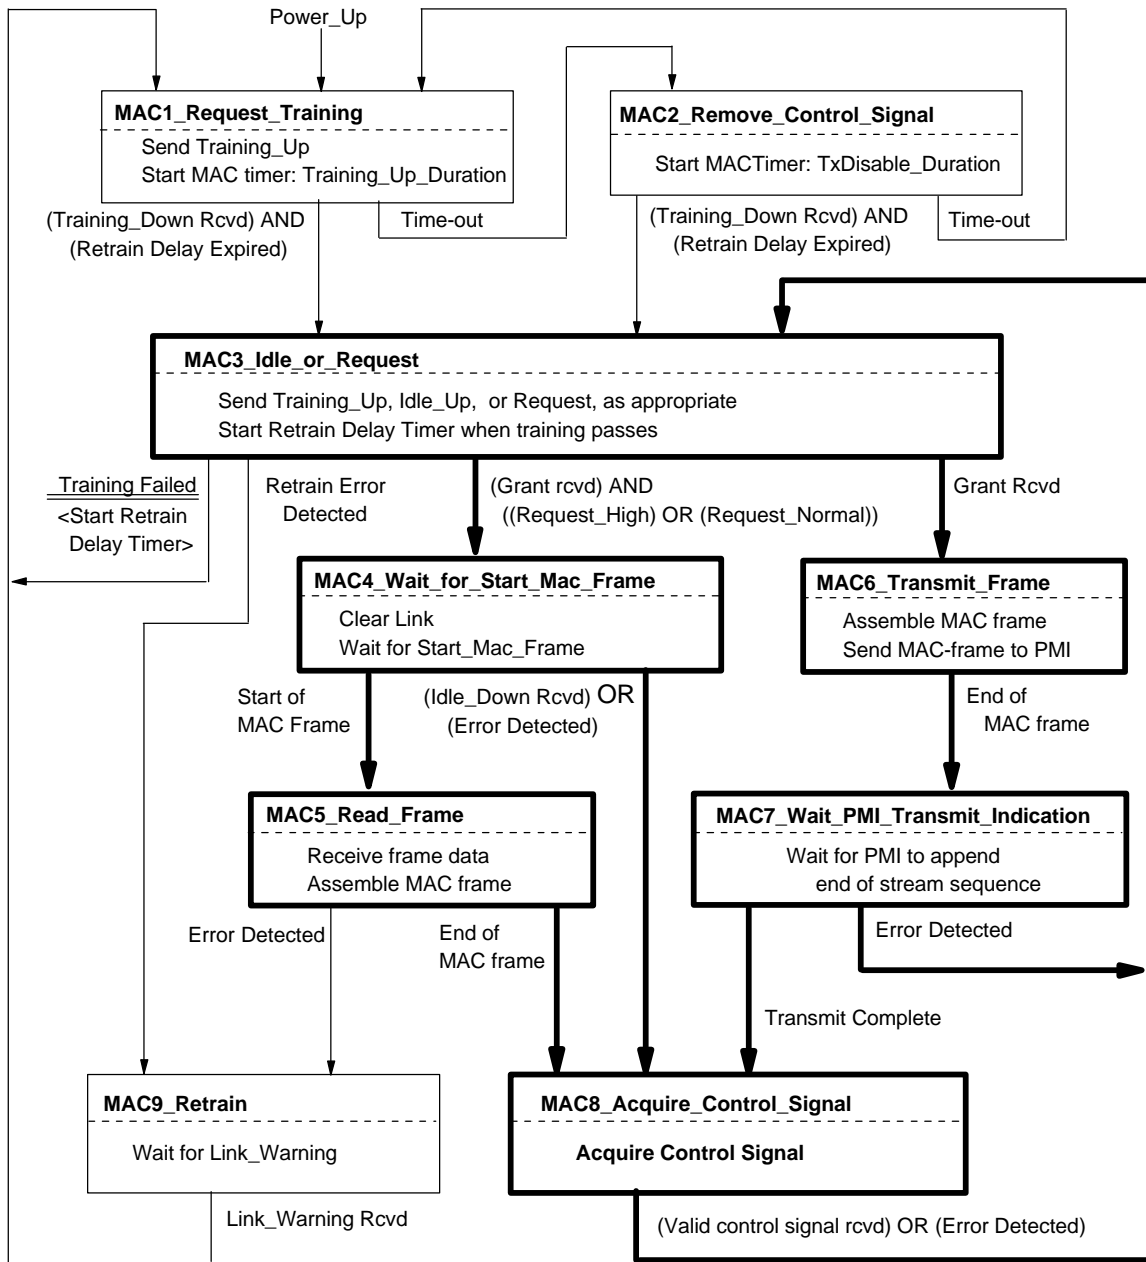 Power_Up
MAC1_Request_Training
Send Training_Up
Start MAC timer: Training_Up_Duration
MAC2_Remove_Control_Signal
Start MACTimer: TxDisable_Duration
(Training_Down Rcvd) AND
(Retrain Delay Expired)
Time-out
(Training_Down Rcvd) AND
(Retrain Delay Expired)
Time-out
MAC3_Idle_or_Request
Send Training_Up, Idle_Up, or Request, as appropriate
Start Retrain Delay Timer when training passes
Training Failed
<Start Retrain
Delay Timer>
Retrain Error
Detected
(Grant rcvd) AND
((Request_High) OR (Request_Normal))
Grant Rcvd
MAC4_Wait_for_Start_Mac_Frame
Clear Link
Wait for Start_Mac_Frame
MAC6_Transmit_Frame
Assemble MAC frame
Send MAC-frame to PMI
Start of
MAC Frame
(Idle_Down Rcvd) OR
(Error Detected)
End of
MAC frame
MAC5_Read_Frame
Receive frame data
Assemble MAC frame
MAC7_Wait_PMI_Transmit_Indication
Wait for PMI to append
end of stream sequence
Error Detected
End of
MAC frame
Error Detected
Transmit Complete
MAC9_Retrain
Wait for Link_Warning
MAC8_Acquire_Control_Signal
Acquire Control Signal
Link_Warning Rcvd
(Valid control signal rcvd) OR (Error Detected)